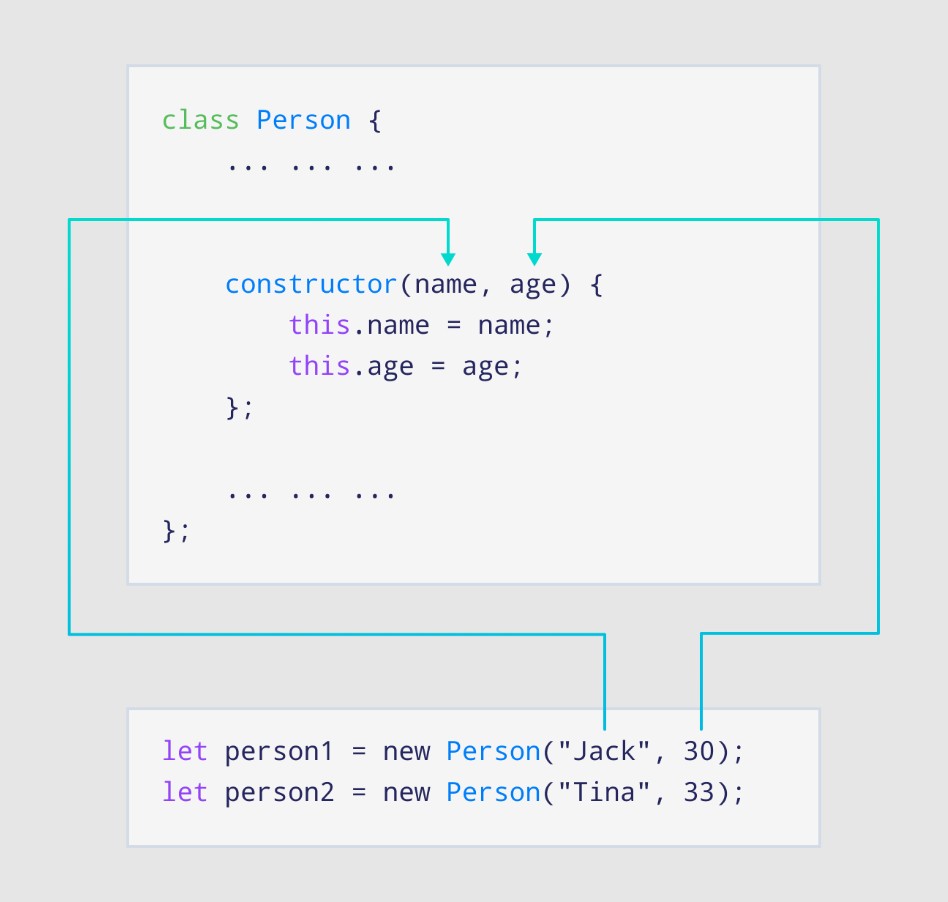 class Person {
... ... ...
constructor(name, age) {
this.name = name;
this.age = age;
};
... ... ...
};
let person1 = new Person("Jack", 30);
let person2 = new Person("Tina", 33);